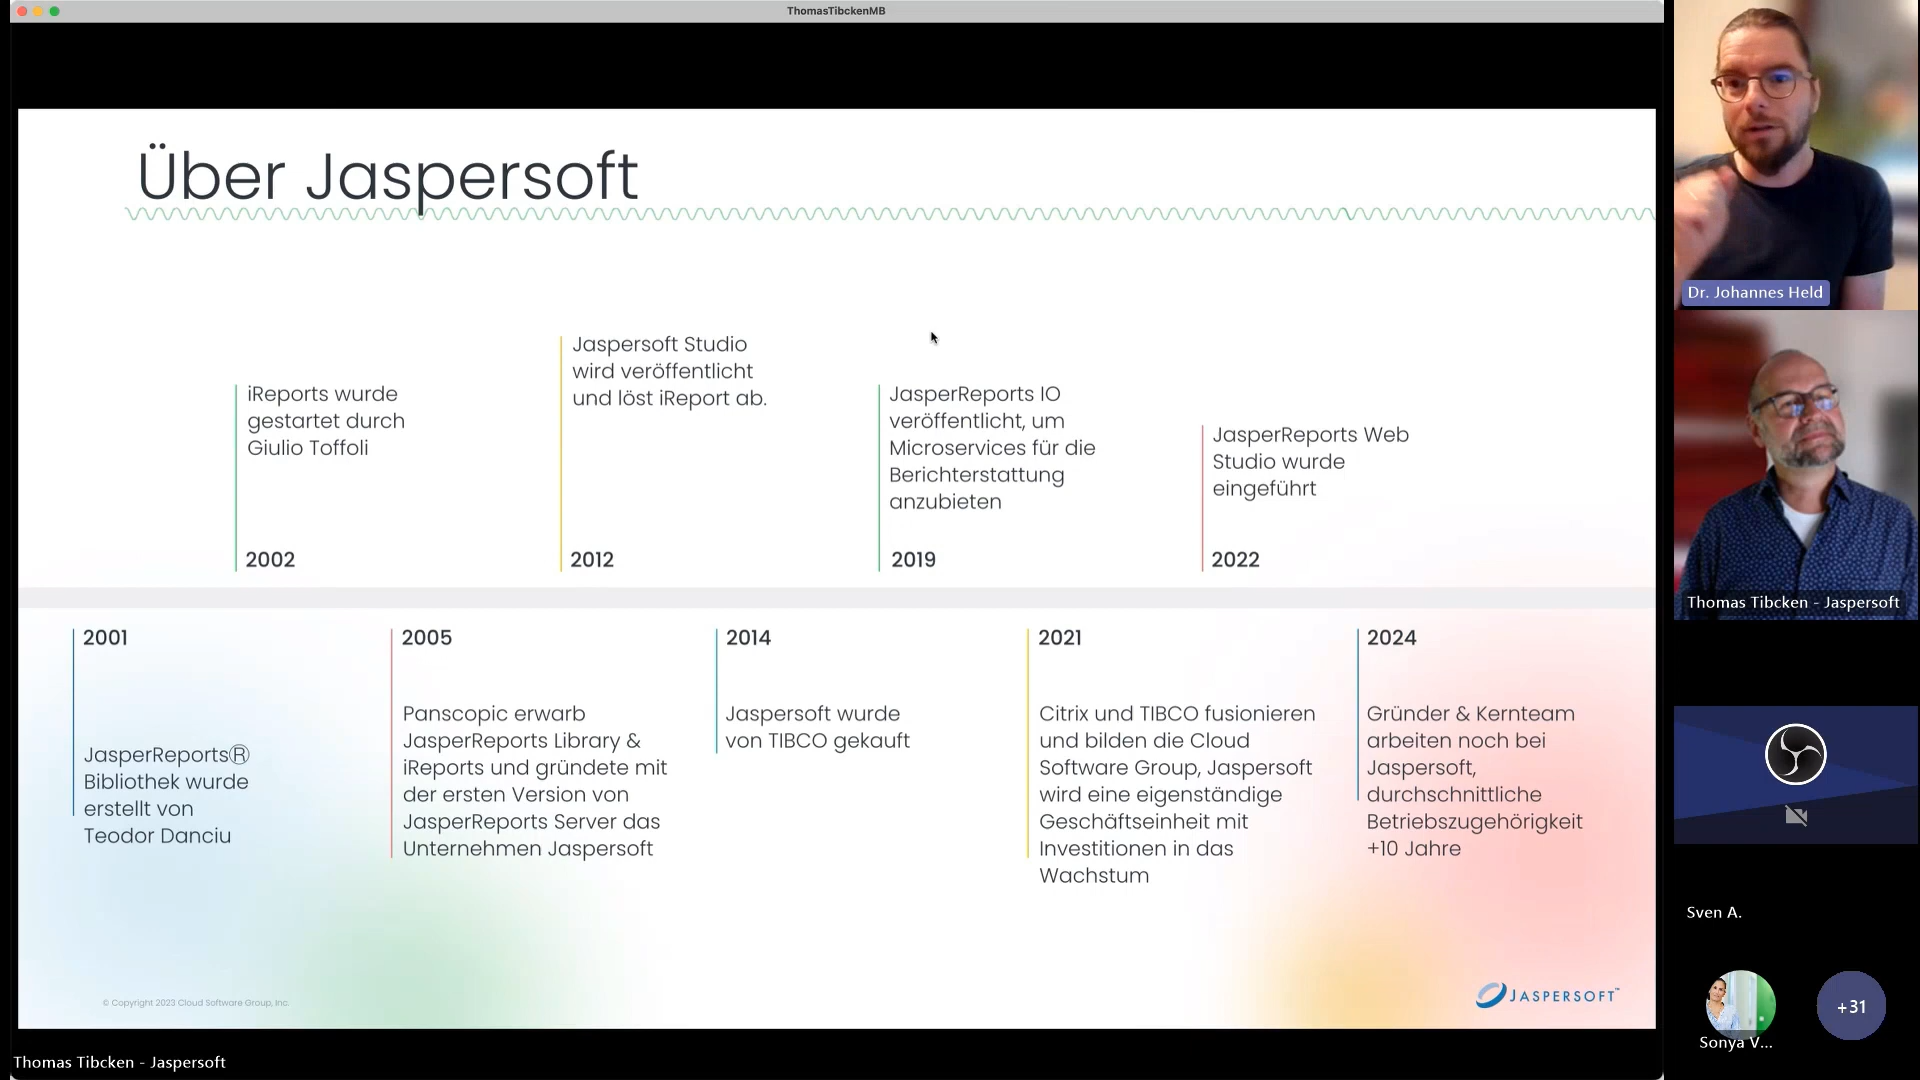 ThomasTibckenMB
Über Jaspersoft
iReports wurde
gestartet durch
Giulio Toffoli
2002
Jaspersoft Studio
wird veröffentlicht
und löst iReport ab.
2012
JasperReports IO
veröffentlicht, um
Microservices für die
Berichterstattung
anzubieten
2019
JasperReports Web
Studio wurde
eingeführt
2022
2001
JasperReports®
Bibliothek wurde
erstellt von
Teodor Danciu
2005
Panscopic erwarb
JasperReports Library &
iReports und gründete mit
der ersten Version von
JasperReports Server das
Unternehmen Jaspersoft
2014
Jaspersoft wurde
von TIBCO gekauft
2021
Citrix und TIBCO fusionieren
und bilden die Cloud
Software Group, Jaspersoft
wird eine eigenständige
Geschäftseinheit mit
Investitionen in das
Wachstum
2024
Gründer & Kernteam
arbeiten noch bei
Jaspersoft,
durchschnittliche
Betriebszugehörigkeit
+10 Jahre
© Copyright 2023 Cloud Software Group, Inc.
JASPERSOFT™
Thomas Tibcken - Jaspersoft
Dr. Johannes Held
Thomas Tibcken - Jaspersoft
Sven A.
Sonya V...
+31